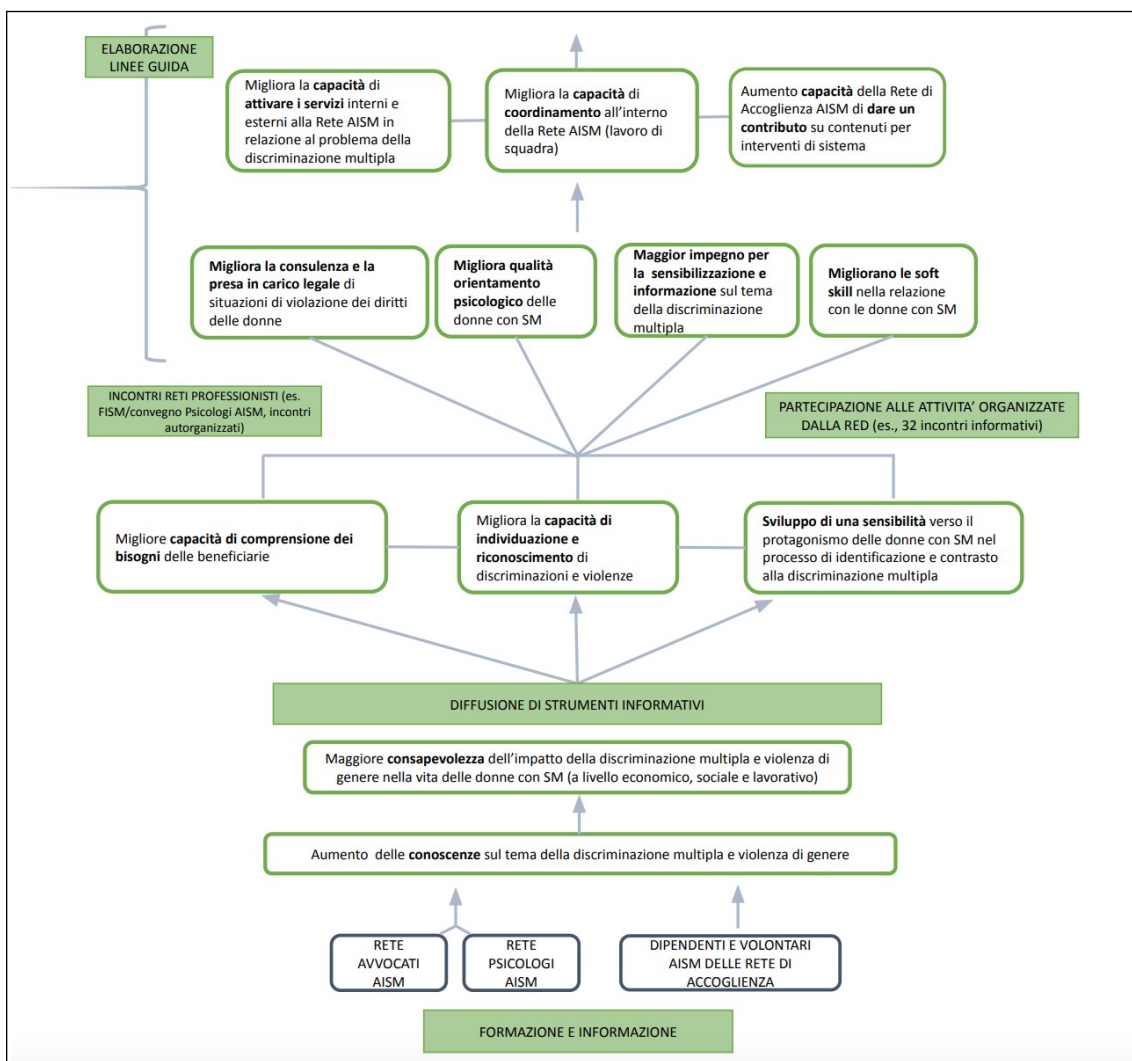 ELABORAZIONE
LINEE GUIDA
Migliora la capacità di
attivare i servizi interni e
esterni alla Rete AISM in
relazione al problema della
discriminazione multipla
Migliora la capacità di
coordinamento all’interno
della Rete AISM (lavoro di
squadra)
Aumento capacità della Rete di
Accoglienza AISM di dare un
contributo su contenuti per
interventi di sistema
Migliora la consulenza e la
presa in carico legale di
situazioni di violazione dei diritti
delle donne
Migliora qualità
orientamento
psicologico delle
donne con SM
Maggior impegno per
la sensibilizzazione e
informazione sul tema
della discriminazione
multipla
Migliorano le soft
skill nella relazione
con le donne con SM
INCONTRI RETI PROFESSIONISTI (es.
FISM/convegno Psicologi AISM, incontri
autorganizzati)
PARTECIPAZIONE ALLE ATTIVITA’ ORGANIZZATE
DALLA RED (es., 32 incontri informativi)
Migliore capacità di comprensione dei
bisogni delle beneficiarie
Migliora la capacità di
individuazione e
riconoscimento di
discriminazioni e violenze
Sviluppo di una sensibilità verso il
protagonismo delle donne con SM nel
processo di identificazione e contrasto
alla discriminazione multipla
DIFFUSIONE DI STRUMENTI INFORMATIVI
Maggiore consapevolezza dell’impatto della discriminazione multipla e violenza di
genere nella vita delle donne con SM (a livello economico, sociale e lavorativo)
Aumento delle conoscenze sul tema della discriminazione multipla e violenza di genere
RETE
AVVOCATI
AISM
RETE
PSICOLOGI
AISM
DIPENDENTI E VOLONTARI
AISM DELLE RETE DI
ACCOGLIENZA
FORMAZIONE E INFORMAZIONE